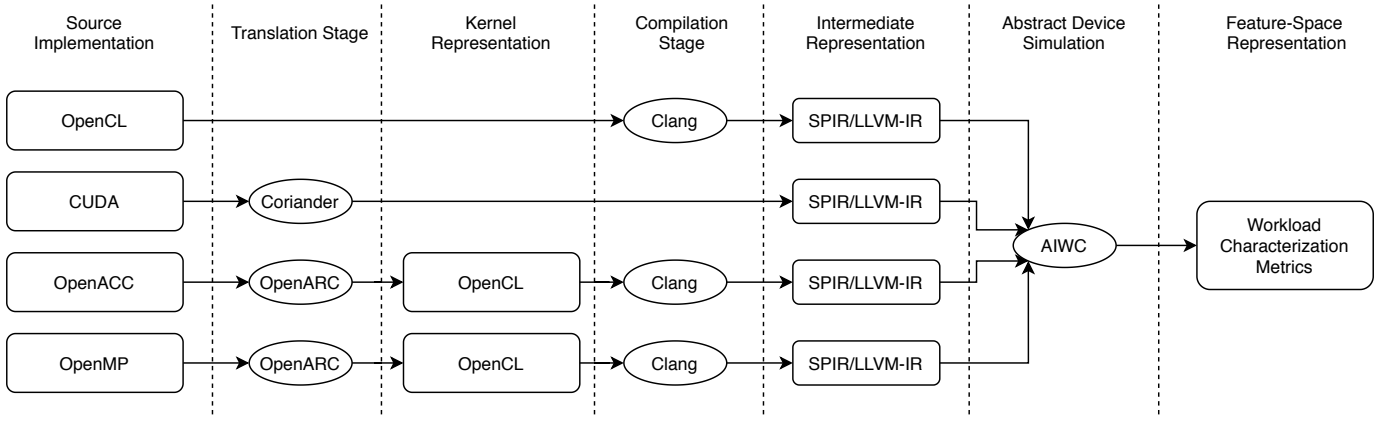 Source
Implementation
Translation Stage
Kernel
Representation
Compilation
Stage
Intermediate
Representation
Abstract Device
Simulation
Feature-Space
Representation
OpenCL
Clang
SPIR/LLVM-IR
CUDA
Coriander
SPIR/LLVM-IR
AIWC
Workload
Characterization
Metrics
OpenACC
OpenARC
OpenCL
Clang
SPIR/LLVM-IR
OpenMP
OpenARC
OpenCL
Clang
SPIR/LLVM-IR